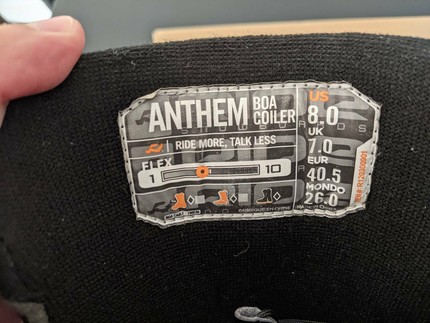 ANTHEM BOA
COILER
RIDE MORE, TALK LESS
FLEX
1 10
US
8.0
UK
7.0
EUR
40.5
MONDO
26.0